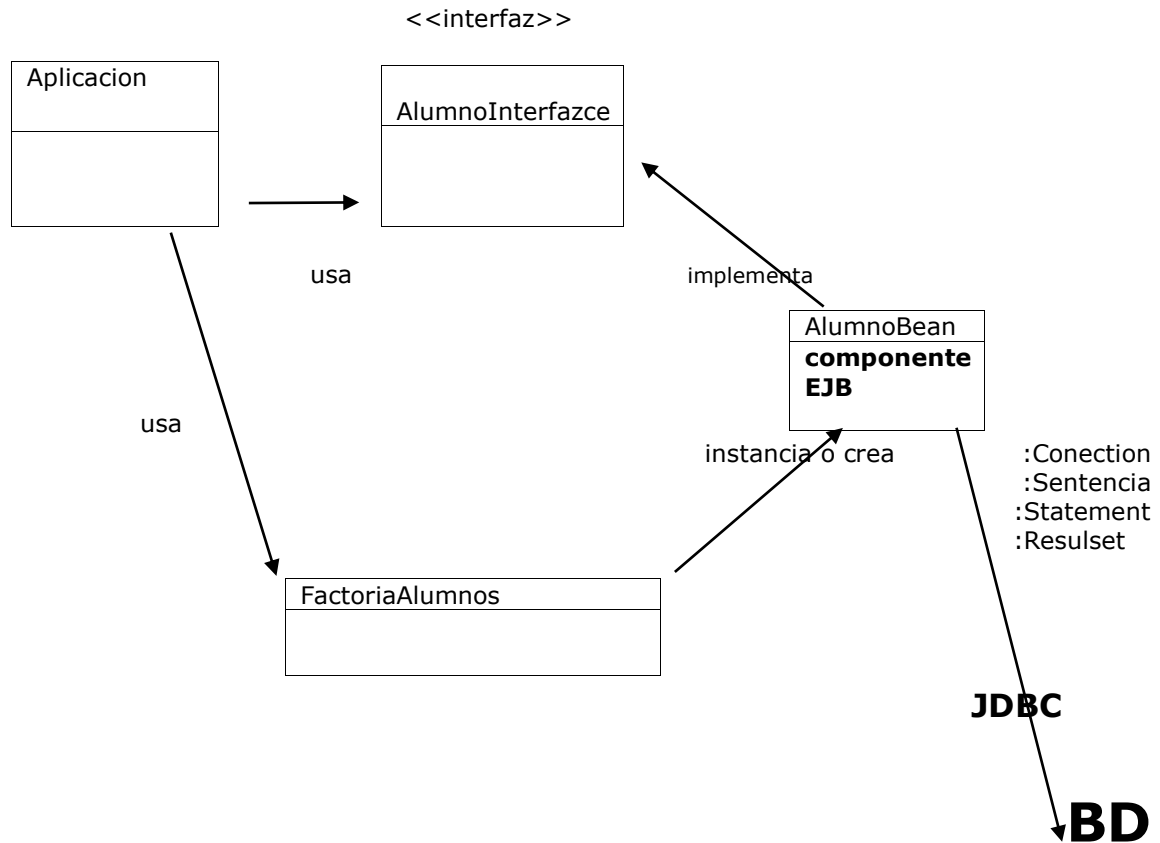 <<interfaz>>
Aplicacion
AlumnoInterfazce
usa
implementa
AlumnoBean
componente
EJB
usa
instancia o crea
:Conection
:Sentencia
:Statement
:Resulset
FactoriaAlumnos
JDBC
BD